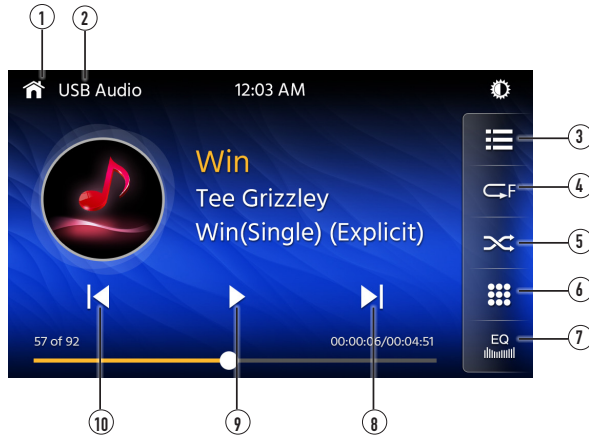 1 2
USB Audio 12:03 AM
3
Win
4
F
Tee Grizzley
Win(Single) (Explicit)
5
6
57 of 92 00:00:06/00:04:51
EQ
7
10 9 8